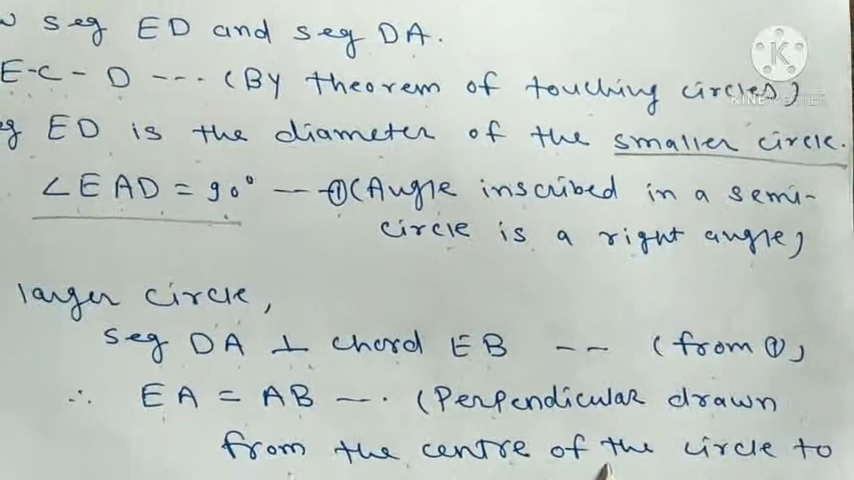 seg ED and seg DA.
E-C-D --- (By theorem of touching circles)
ED is the diameter of the smaller circle.
∠EAD = 90° — ① (Angle inscribed in a semi-
circle is a right angle)
larger circle,
seg DA ⊥ chord EB -- (from ①)
∴ EA = AB —. (Perpendicular drawn
from the centre of the circle to